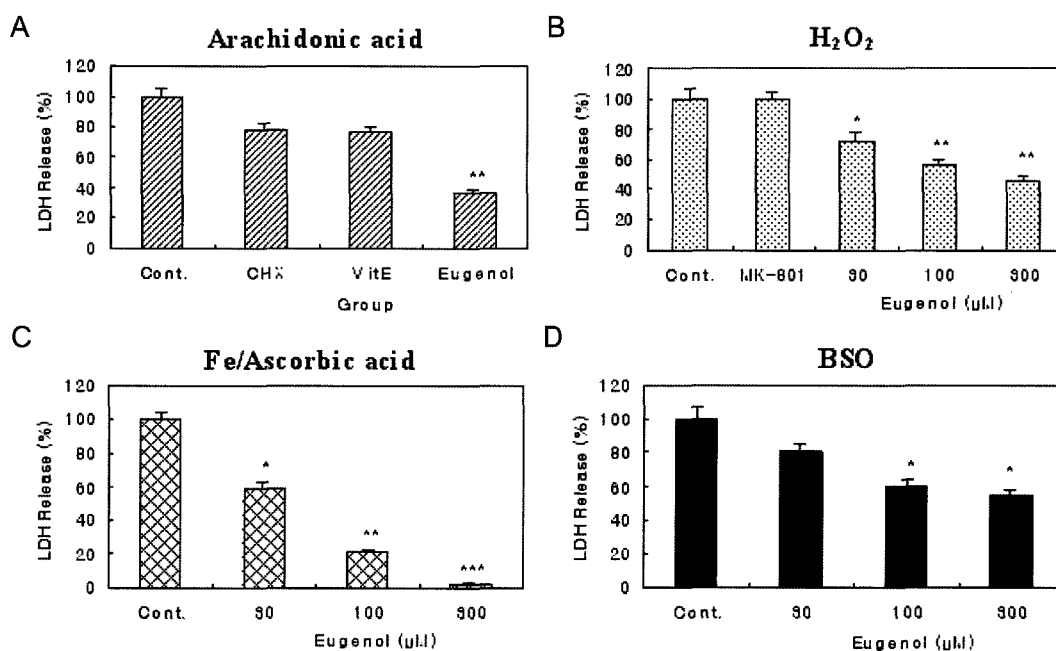 A
Arachidonic acid
LDH Release (%)
120
100
80
60
40
20
0
Cont.
CHX
VitE
Eugenol
**
Group
B
H₂O₂
LDH Release (%)
120
100
80
60
40
20
0
*
**
**
Cont.
MK-801
30
100
300
Eugenol (μM)
C
Fe/Ascorbic acid
LDH Release (%)
120
100
80
60
40
20
0
*
**
***
Cont.
30
100
300
Eugenol (μM)
D
BSO
LDH Release (%)
120
100
80
60
40
20
0
*
*
Cont.
30
100
300
Eugenol (μM)